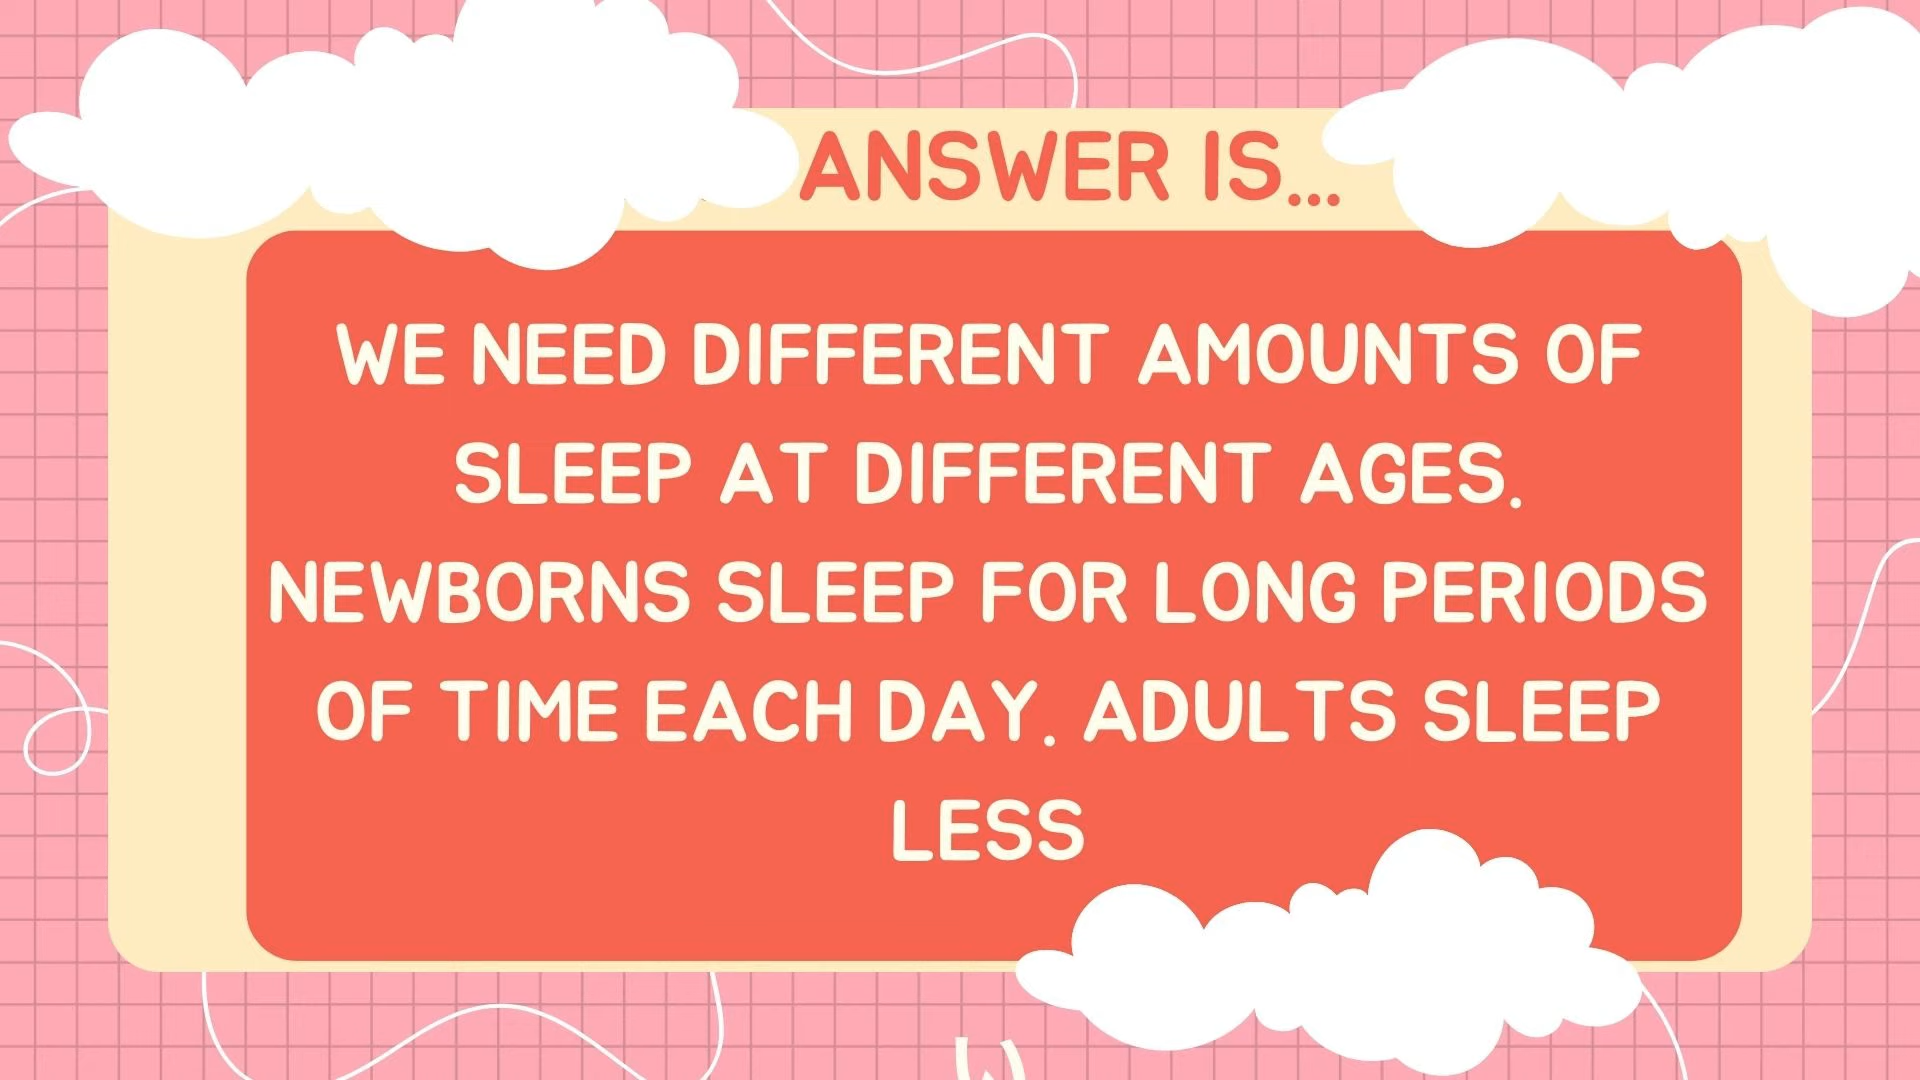 ANSWER IS...
WE NEED DIFFERENT AMOUNTS OF
SLEEP AT DIFFERENT AGES.
NEWBORNS SLEEP FOR LONG PERIODS
OF TIME EACH DAY. ADULTS SLEEP
LESS